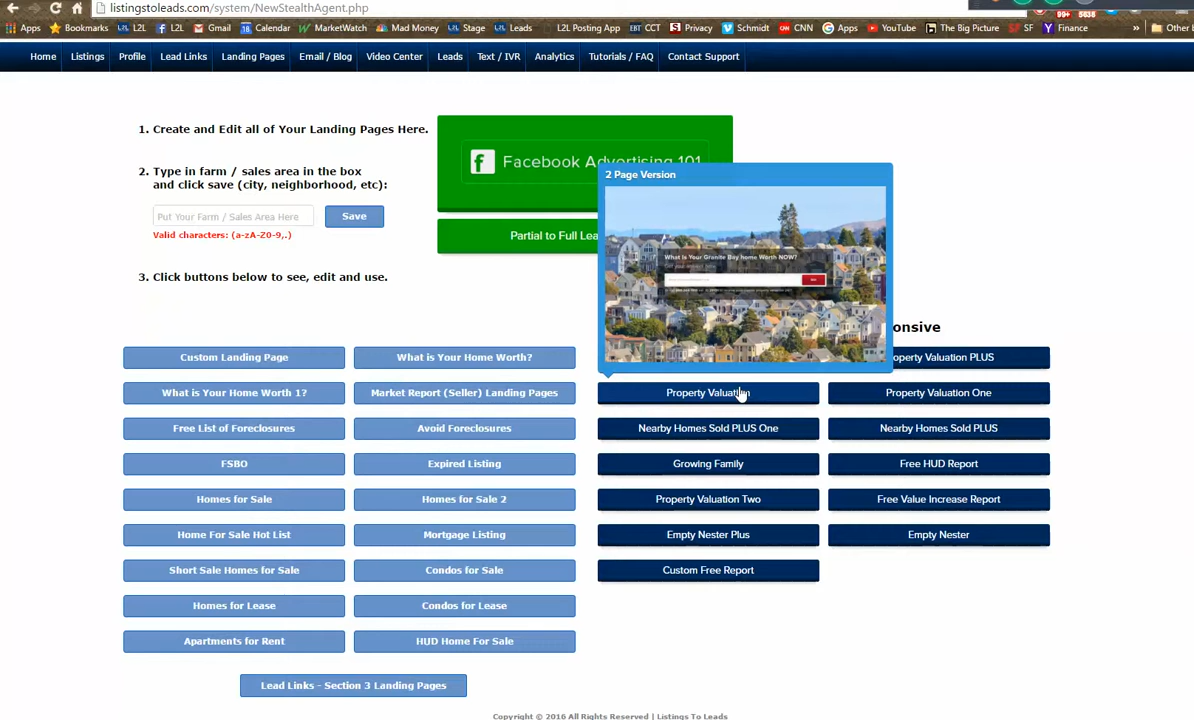 listingstoleads.com/system/NewStealthAgent.php
Apps Bookmarks L2L L2L Gmail Calendar MarketWatch Mad Money Stage Leads L2L Posting App CCT Privacy Schmidt CNN Apps YouTube The Big Picture SF Finance » Other b
Home Listings Profile Lead Links Landing Pages Email / Blog Video Center Leads Text / IVR Analytics Tutorials / FAQ Contact Support
1. Create and Edit all of Your Landing Pages Here.
2. Type in farm / sales area in the box
and click save (city, neighborhood, etc):
Put Your Farm / Sales Area Here Save
Valid characters: (a-zA-Z0-9,.)
3. Click buttons below to see, edit and use.
Facebook Advertising 101
Partial to Full Lea
2 Page Version
What is Your Granite Bay home Worth NOW?
onsive
Custom Landing Page What is Your Home Worth? operty Valuation PLUS
What is Your Home Worth 1? Market Report (Seller) Landing Pages Property Valuation Property Valuation One
Free List of Foreclosures Avoid Foreclosures Nearby Homes Sold PLUS One Nearby Homes Sold PLUS
FSBO Expired Listing Growing Family Free HUD Report
Homes for Sale Homes for Sale 2 Property Valuation Two Free Value Increase Report
Home For Sale Hot List Mortgage Listing Empty Nester Plus Empty Nester
Short Sale Homes for Sale Condos for Sale Custom Free Report
Homes for Lease Condos for Lease
Apartments for Rent HUD Home For Sale
Lead Links - Section 3 Landing Pages
Copyright © 2016 All Rights Reserved | Listings To Leads